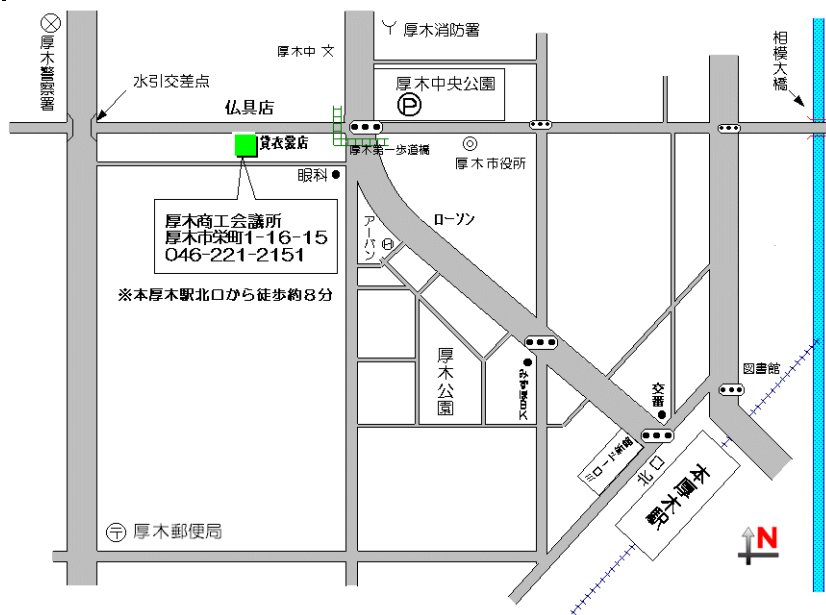 厚木警察署
水引交差点
厚木中 文
厚木消防署
厚木中央公園
P
相模大橋
仏具店
貸衣裳店
厚木第一歩道橋
厚木市役所
眼科
厚木商工会議所
厚木市栄町1-16-15
046-221-2151
※本厚木駅北口から徒歩約8分
アーバン
H
ローソン
厚木公園
図書館
交番
ミロード新館
北口
本厚木駅
〒 厚木郵便局
N